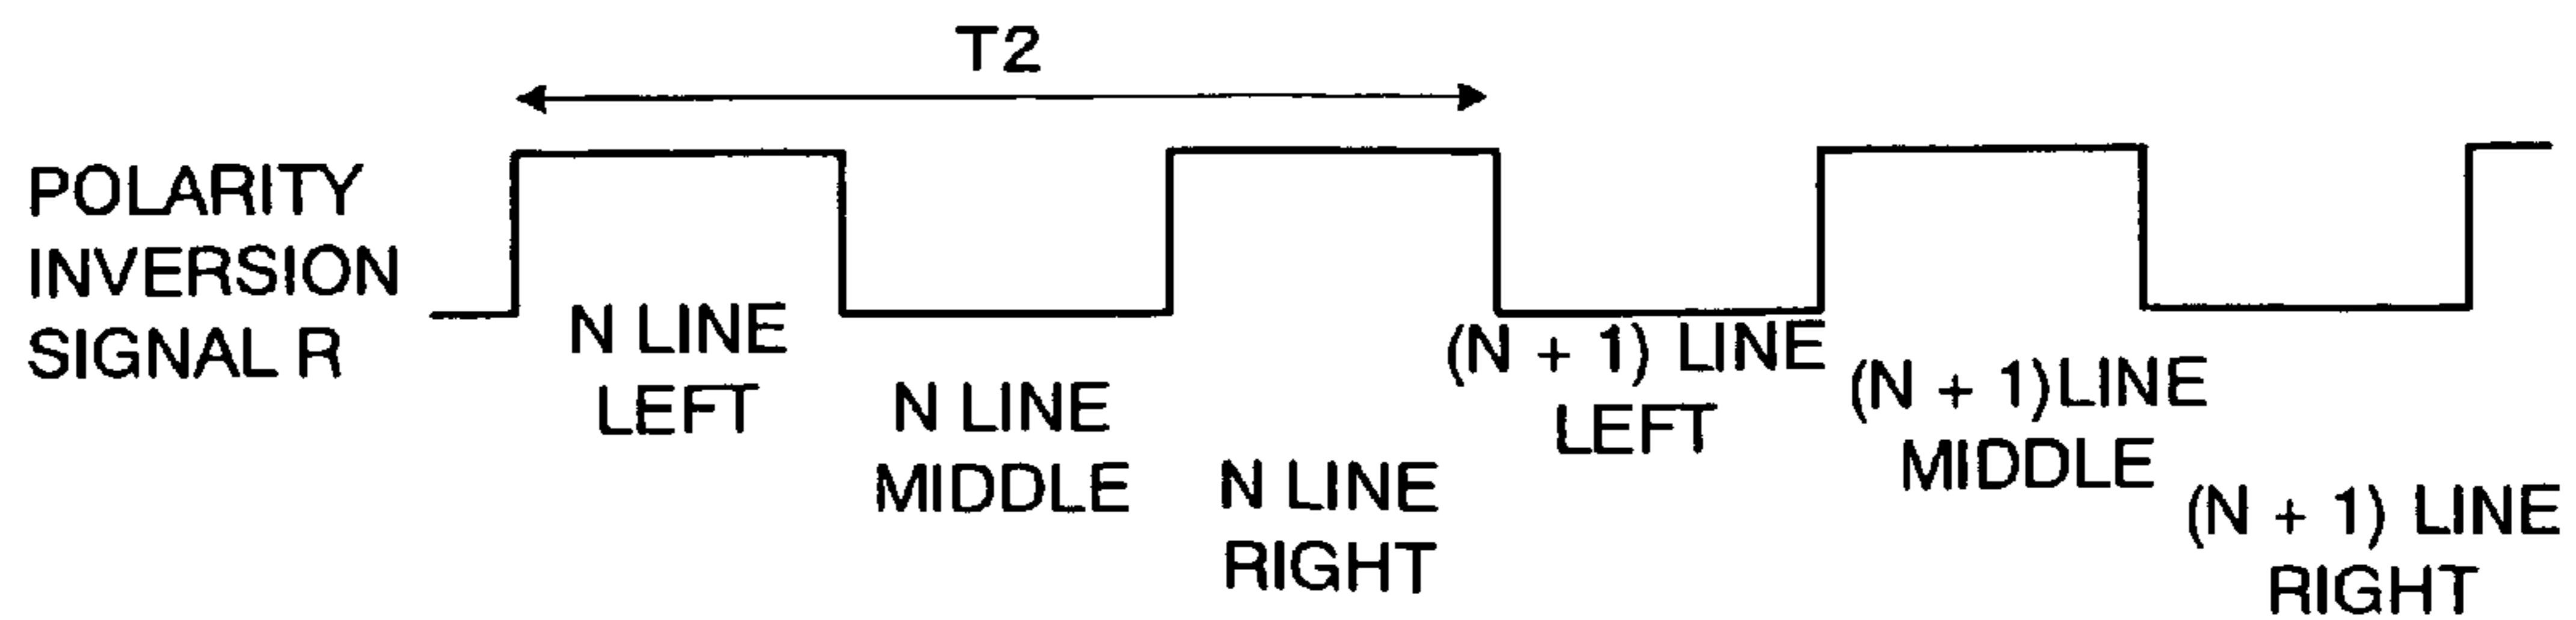 T2
POLARITY
INVERSION
SIGNAL R
N LINE
LEFT
N LINE
MIDDLE
N LINE
RIGHT
(N + 1) LINE
LEFT
(N + 1)LINE
MIDDLE
(N + 1) LINE
RIGHT